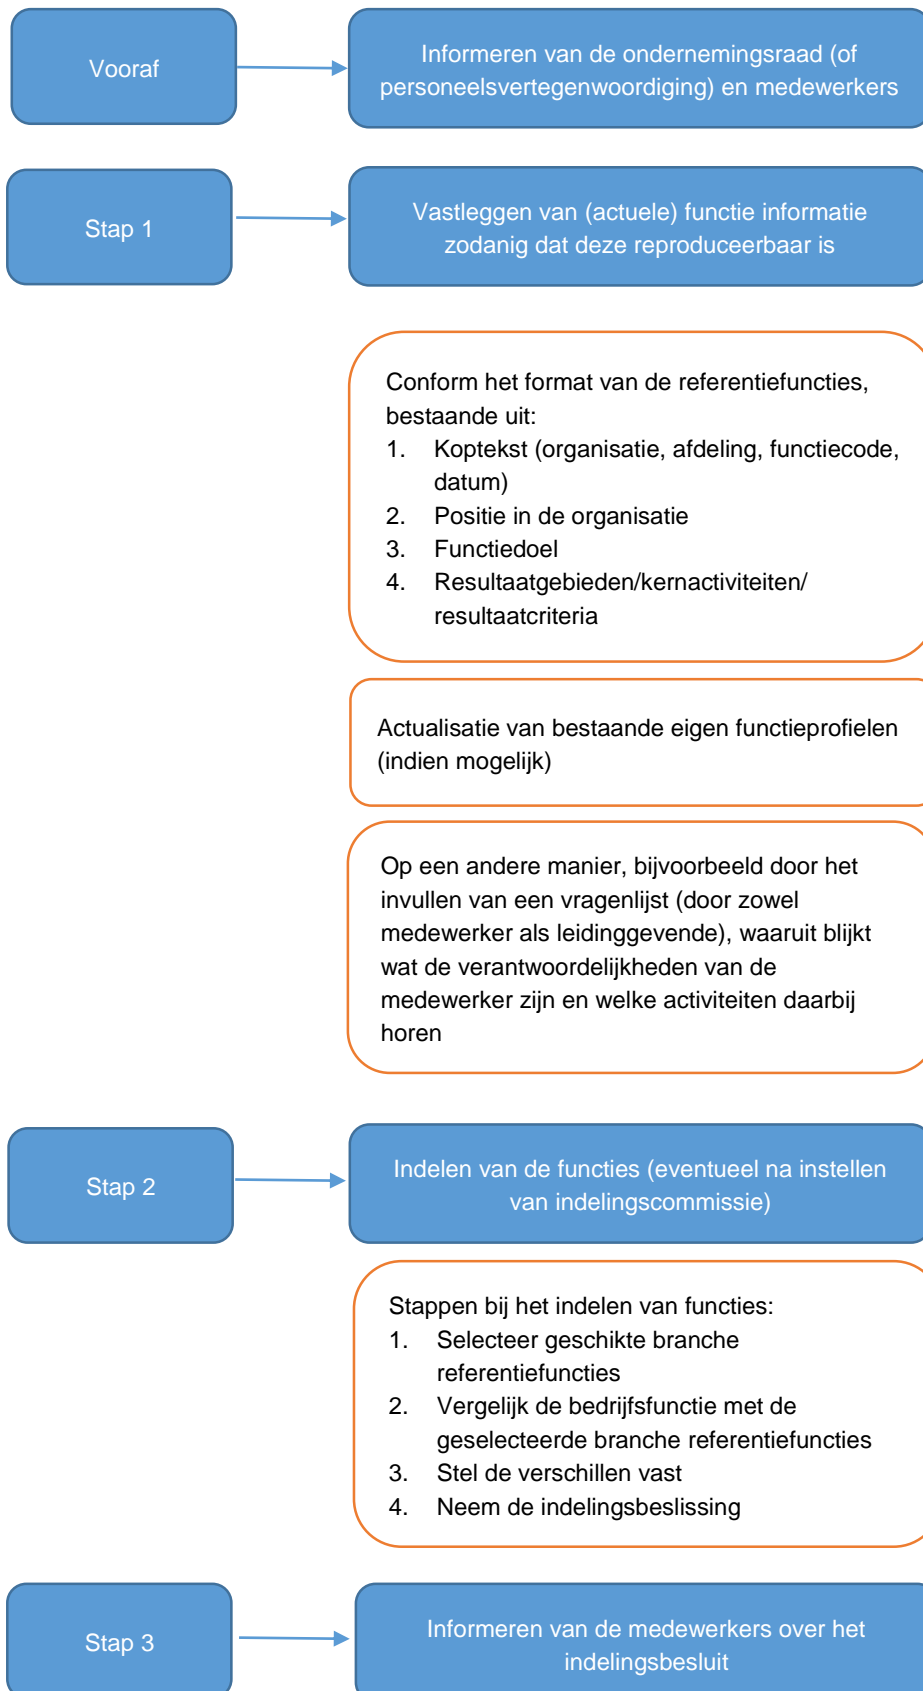 Vooraf
Informeren van de ondernemingsraad (of
personeelsvertegenwoordiging) en medewerkers
Stap 1
Vastleggen van (actuele) functie informatie
zodanig dat deze reproduceerbaar is
Conform het format van de referentiefuncties,
bestaande uit:
1. Koptekst (organisatie, afdeling, functiecode,
datum)
2. Positie in de organisatie
3. Functiedoel
4. Resultaatgebieden/kernactiviteiten/
resultaatcriteria
Actualisatie van bestaande eigen functieprofielen
(indien mogelijk)
Op een andere manier, bijvoorbeeld door het
invullen van een vragenlijst (door zowel
medewerker als leidinggevende), waaruit blijkt
wat de verantwoordelijkheden van de
medewerker zijn en welke activiteiten daarbij
horen
Stap 2
Indelen van de functies (eventueel na instellen
van indelingscommissie)
Stappen bij het indelen van functies:
1. Selecteer geschikte branche
referentiefuncties
2. Vergelijk de bedrijfsfunctie met de
geselecteerde branche referentiefuncties
3. Stel de verschillen vast
4. Neem de indelingsbeslissing
Stap 3
Informeren van de medewerkers over het
indelingsbesluit